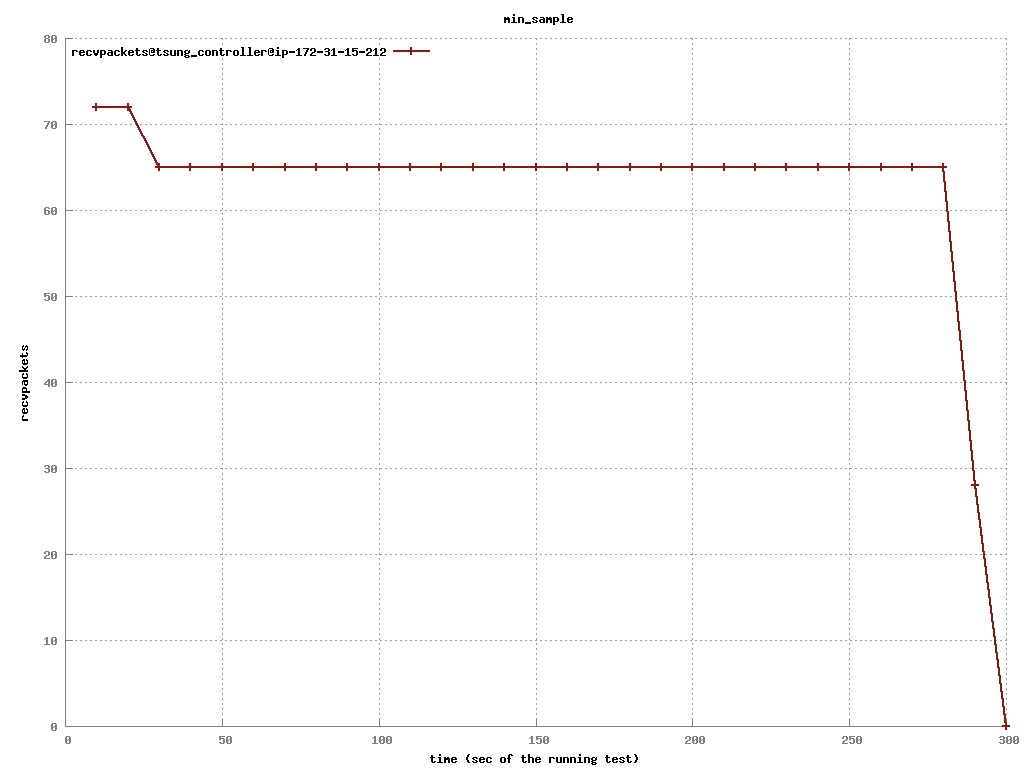 min_sample
recvpackets@tsung_controller@ip-172-31-15-212
80
70
60
50
40
30
20
10
0
recvpackets
0 50 100 150 200 250 300
time (sec of the running test)